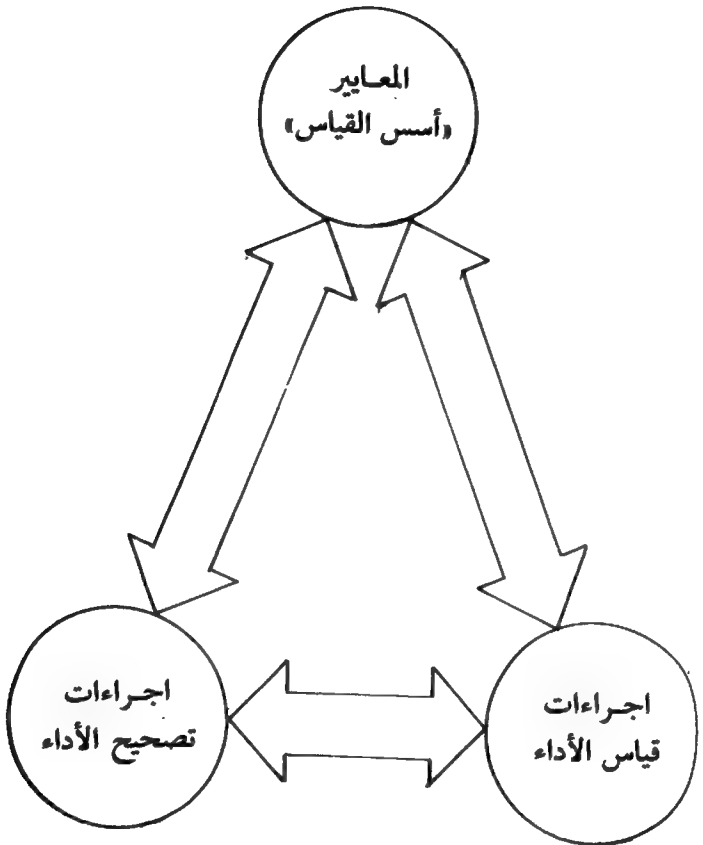 المعايير
«أسس القياس»
اجراءات
قياس الأداء
اجراءات
تصحيح الأداء